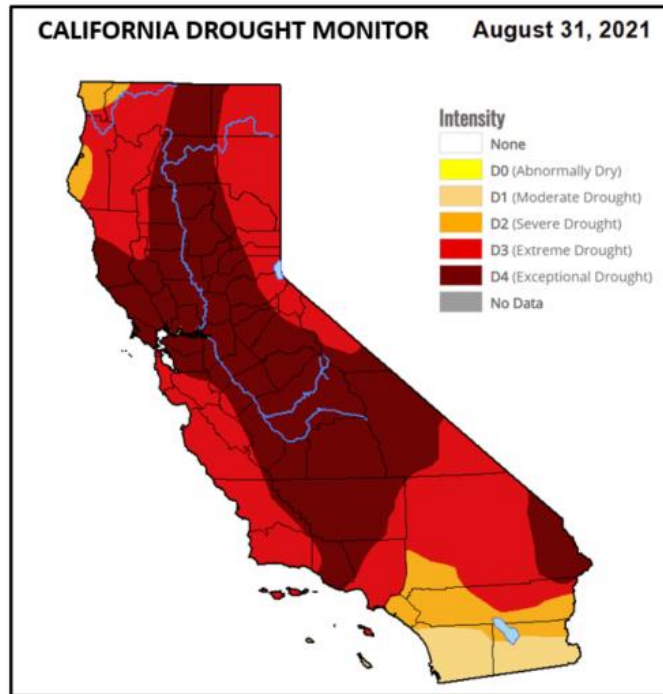 CALIFORNIA DROUGHT MONITOR August 31, 2021
Intensity
None
D0 (Abnormally Dry)
D1 (Moderate Drought)
D2 (Severe Drought)
D3 (Extreme Drought)
D4 (Exceptional Drought)
No Data